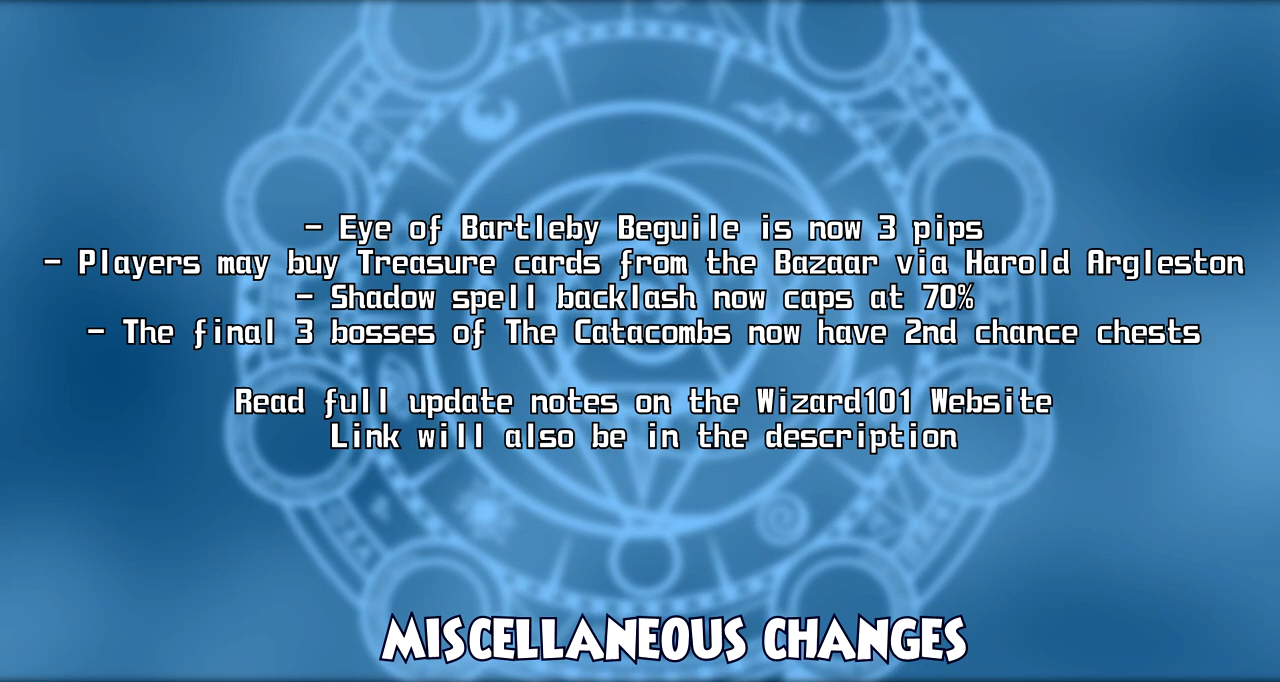 - Eye of Bartleby Beguile is now 3 pips
- Players may buy Treasure cards from the Bazaar via Harold Argleston
- Shadow spell backlash now caps at 70%
- The final 3 bosses of The Catacombs now have 2nd chance chests
Read full update notes on the Wizard101 Website
Link will also be in the description
MISCELLANEOUS CHANGES